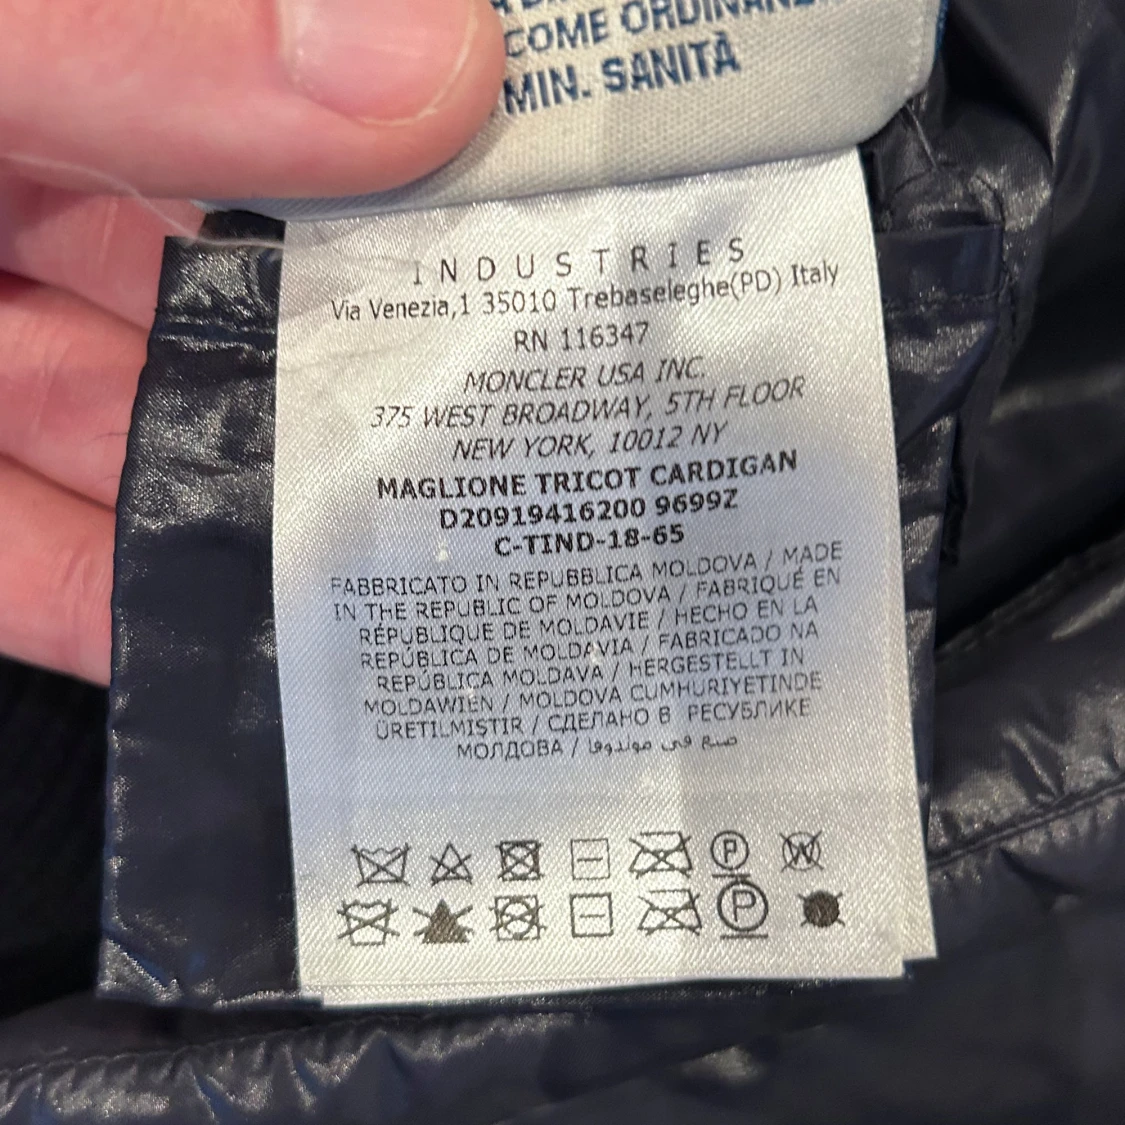 COME
MIN. SANITÀ
INDUSTRIES
Via Venezia,1 35010 Trebaseleghe(PD) Italy
RN 116347
MONCLER USA INC.
375 WEST BROADWAY, 5TH FLOOR
NEW YORK, 10012 NY
MAGLIONE TRICOT CARDIGAN
D20919416200 9699Z
C-TIND-18-65
FABBRICATO IN REPUBBLICA MOLDOVA / MADE
IN THE REPUBLIC OF MOLDOVA / FABRIQUÉ EN
RÉPUBLIQUE DE MOLDAVIE / HECHO EN LA
REPÚBLICA DE MOLDAVIA / FABRICADO NA
REPÚBLICA MOLDAVA / HERGESTELLT IN
MOLDAWIEN / MOLDOVA CUMHURIYETINDE
ÜRETILMISTIR / СДЕЛАНО В РЕСУБЛИКЕ
МОЛДОВА / صنع في
P W
P